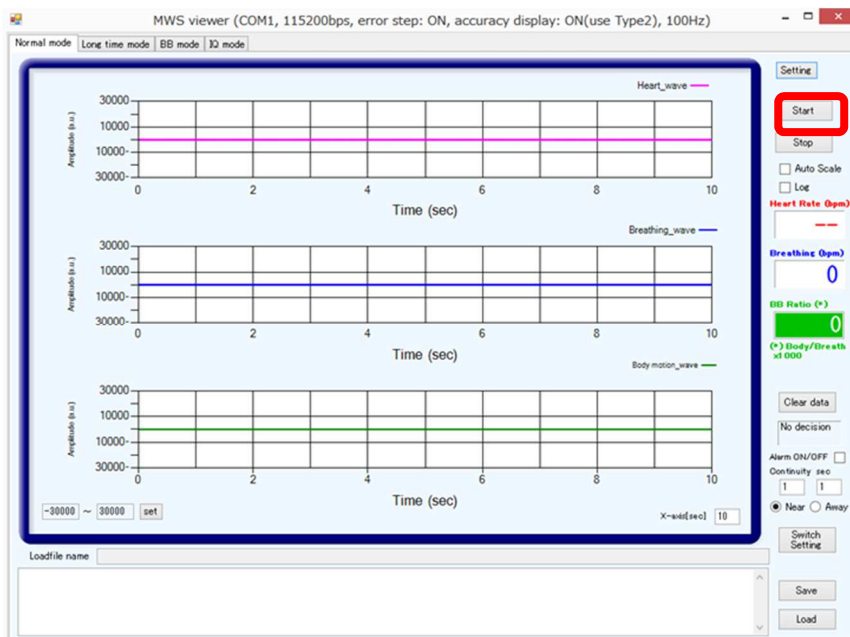 MWS viewer (COM1, 115200bps, error step: ON, accuracy display: ON(use Type2), 100Hz)
Normal mode Long time mode BB mode IQ mode
Setting
Heart_wave
30000
10000
10000-
30000-
Amplitude (a.u.)
0 2 4 6 8 10
Time (sec)
Start
Stop
Auto Scale
Log
Heart Rate (bpm)
--
Breathing_wave
30000
10000
10000-
30000-
Amplitude (a.u.)
0 2 4 6 8 10
Time (sec)
Breathing (bpm)
0
BB Ratio (*)
0
(*) Body/Breath
x1000
Body motion_wave
30000
10000
10000-
30000-
Amplitude (a.u.)
0 2 4 6 8 10
Time (sec)
-30000 ~ 30000 set
X-axis[sec] 10
Clear data
No decision
Alarm ON/OFF
Continuity sec
1 1
Near Away
Switch
Setting
Loadfile name
Save
Load